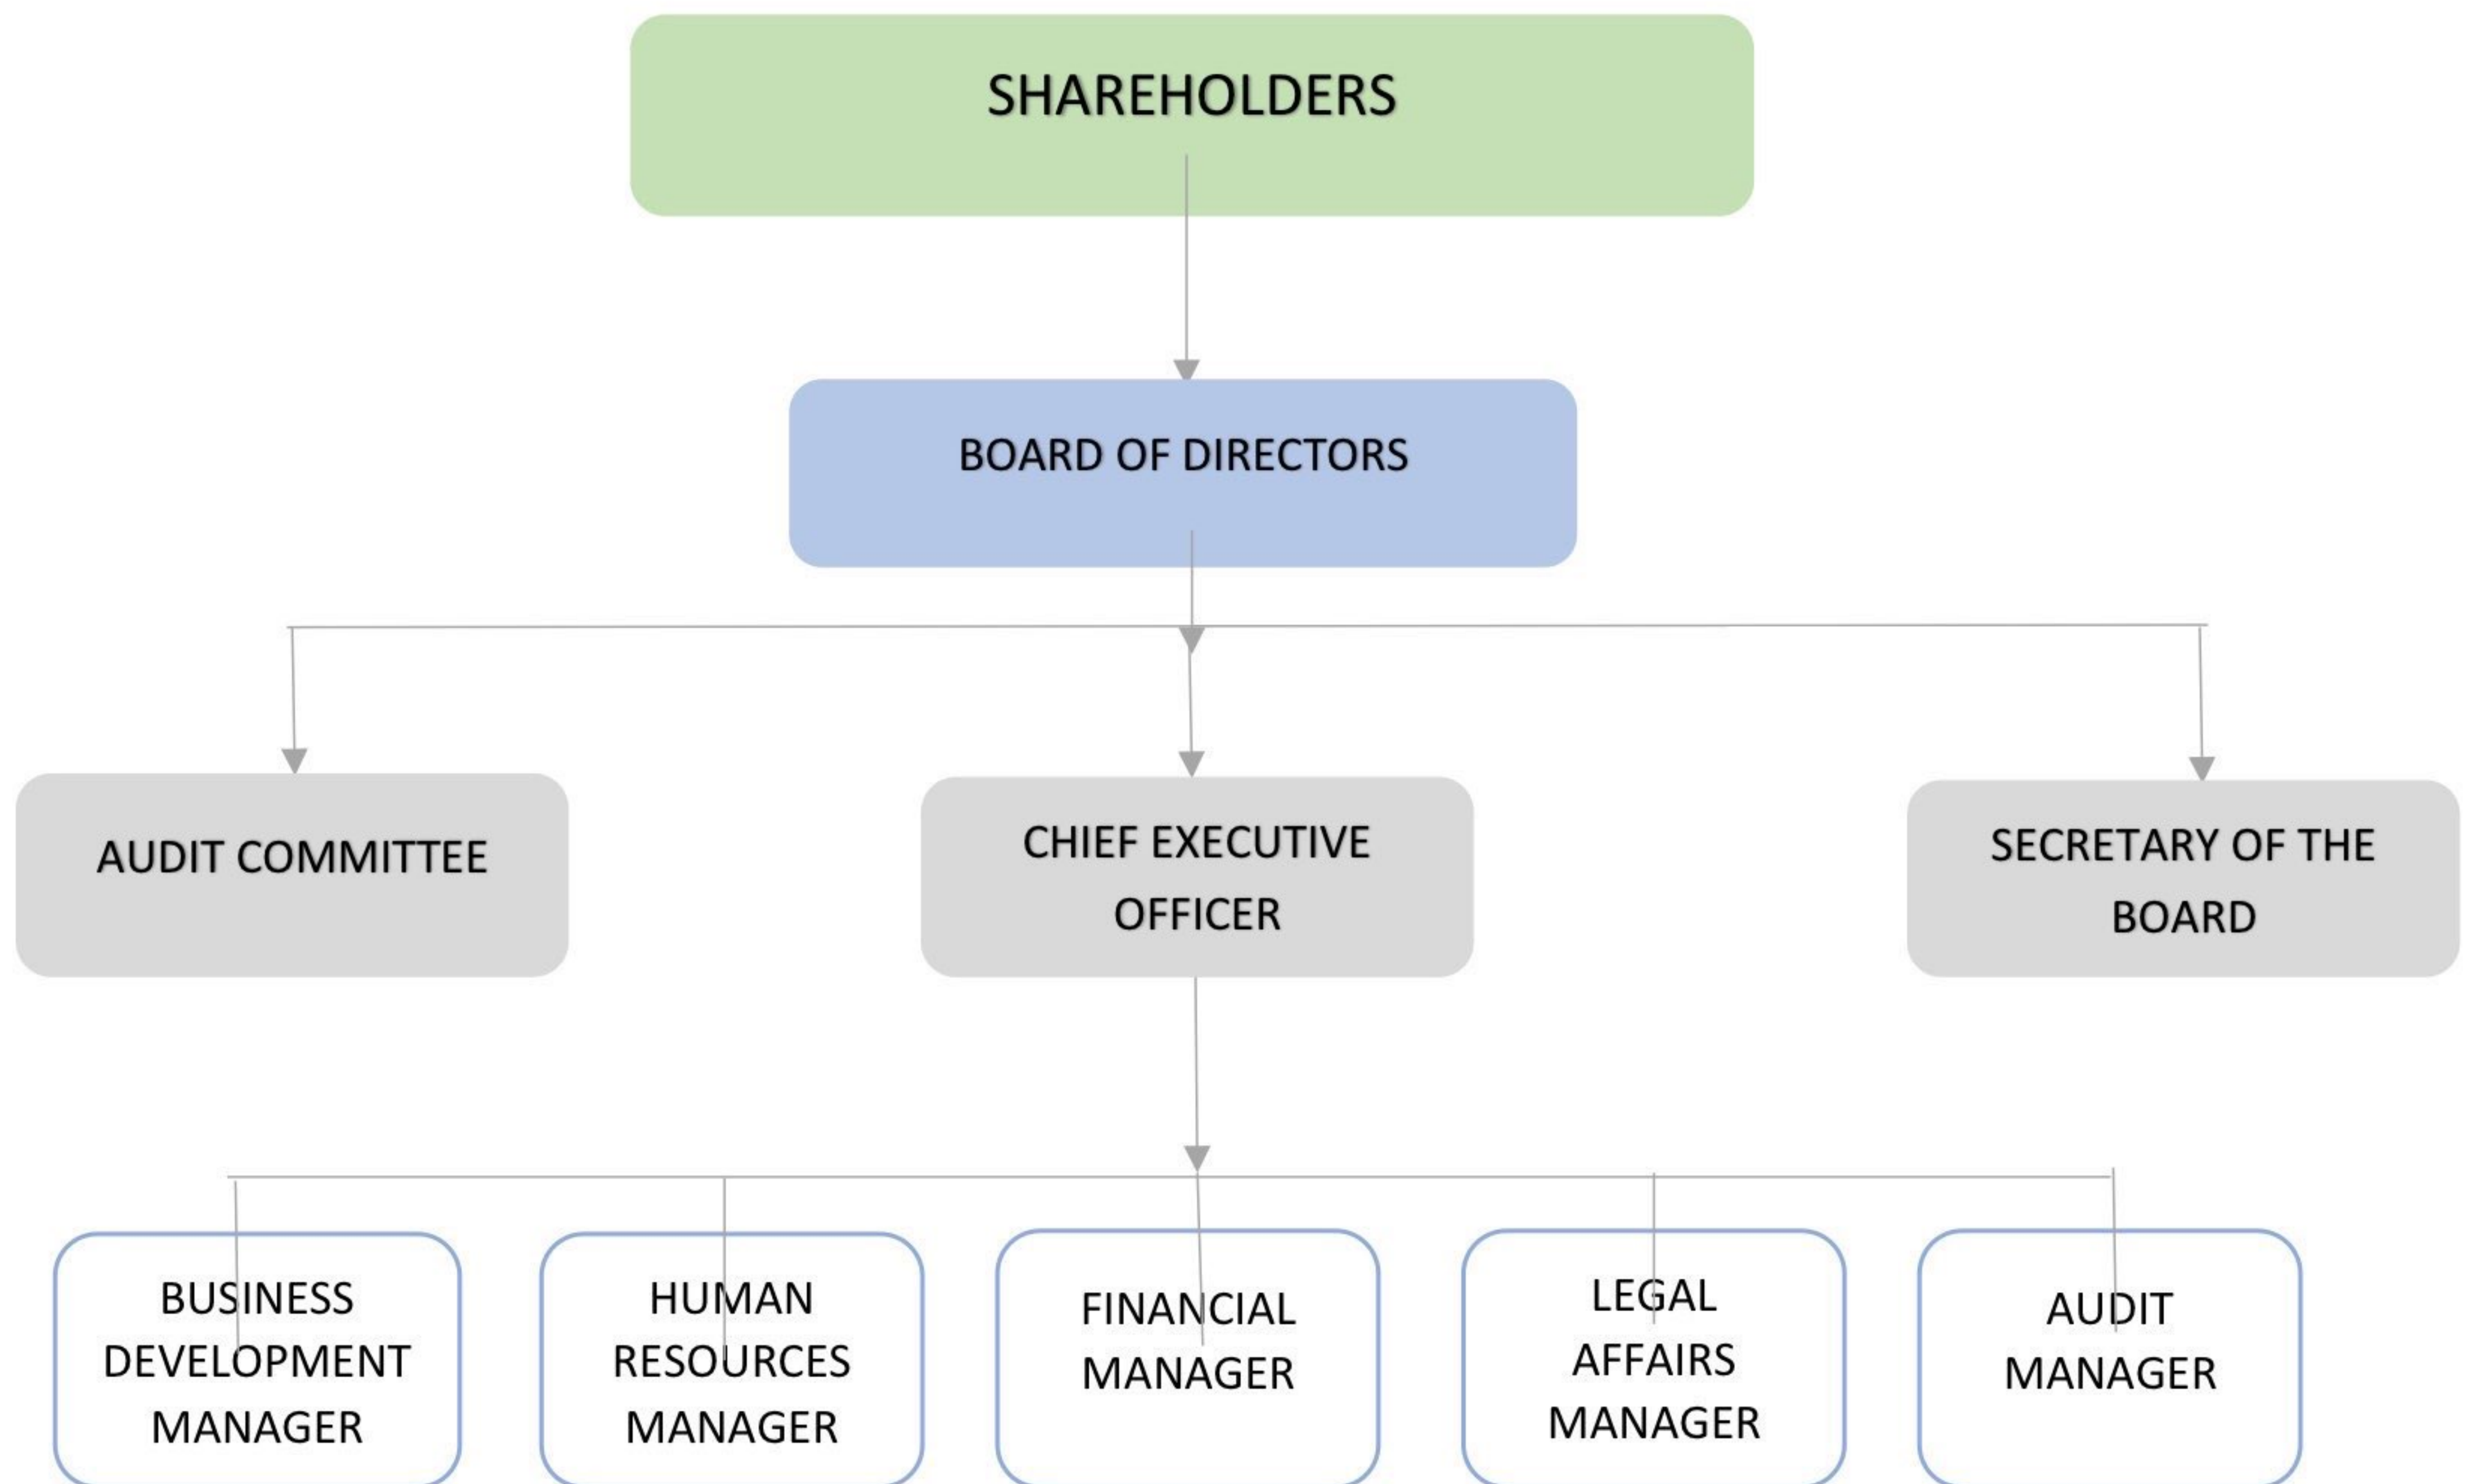 SHAREHOLDERS
BOARD OF DIRECTORS
AUDIT COMMITTEE
CHIEF EXECUTIVE
OFFICER
SECRETARY OF THE
BOARD
BUSINESS
DEVELOPMENT
MANAGER
HUMAN
RESOURCES
MANAGER
FINANCIAL
MANAGER
LEGAL
AFFAIRS
MANAGER
AUDIT
MANAGER